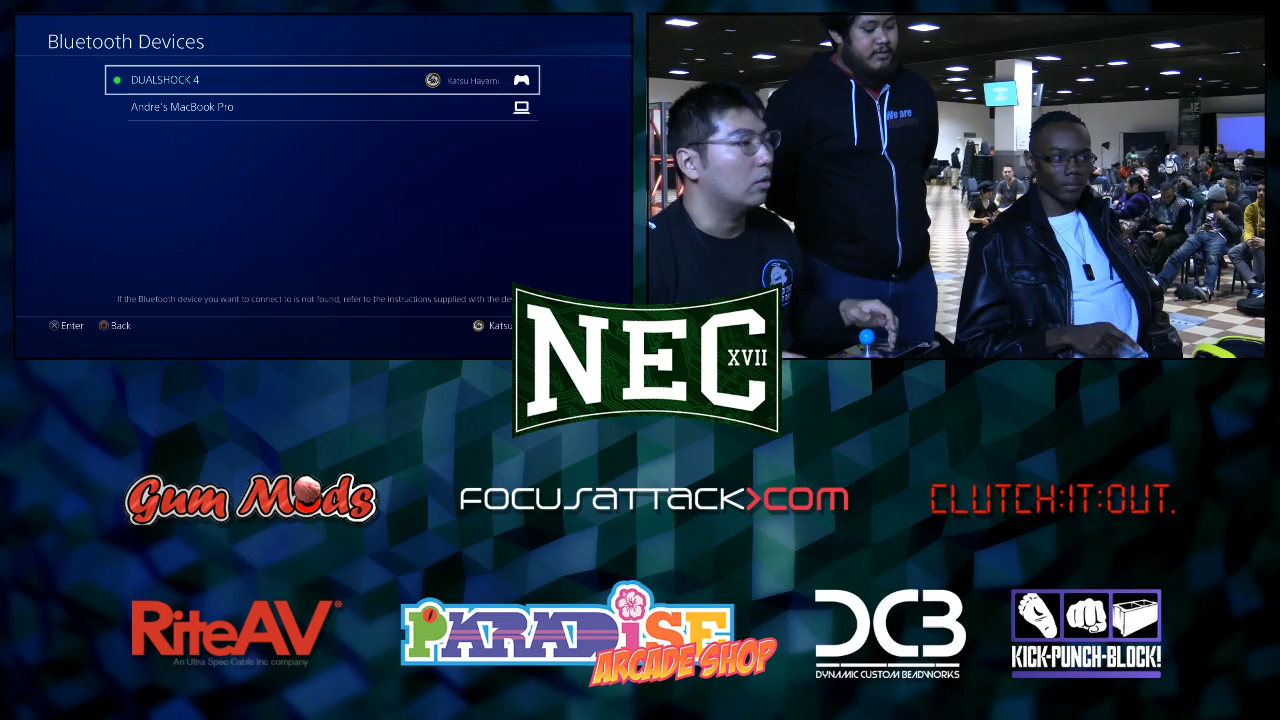 Bluetooth Devices
DUALSHOCK 4
Katsu Hayami
Andre's MacBook Pro
If the Bluetooth device you want to connect to is not found, refer to the instructions supplied with the
Enter
Back
Katsu
We are
NEC
XVII
Gum Mods
FOCUSATTACK>COM
CLUTCH:IT:OUT.
RiteAV®
An Ultra Spec Cable Inc company
PARADiSE
ARCADE SHOP
DCB
DYNAMIC CUSTOM BEADWORKS
KICK-PUNCH-BLOCK!